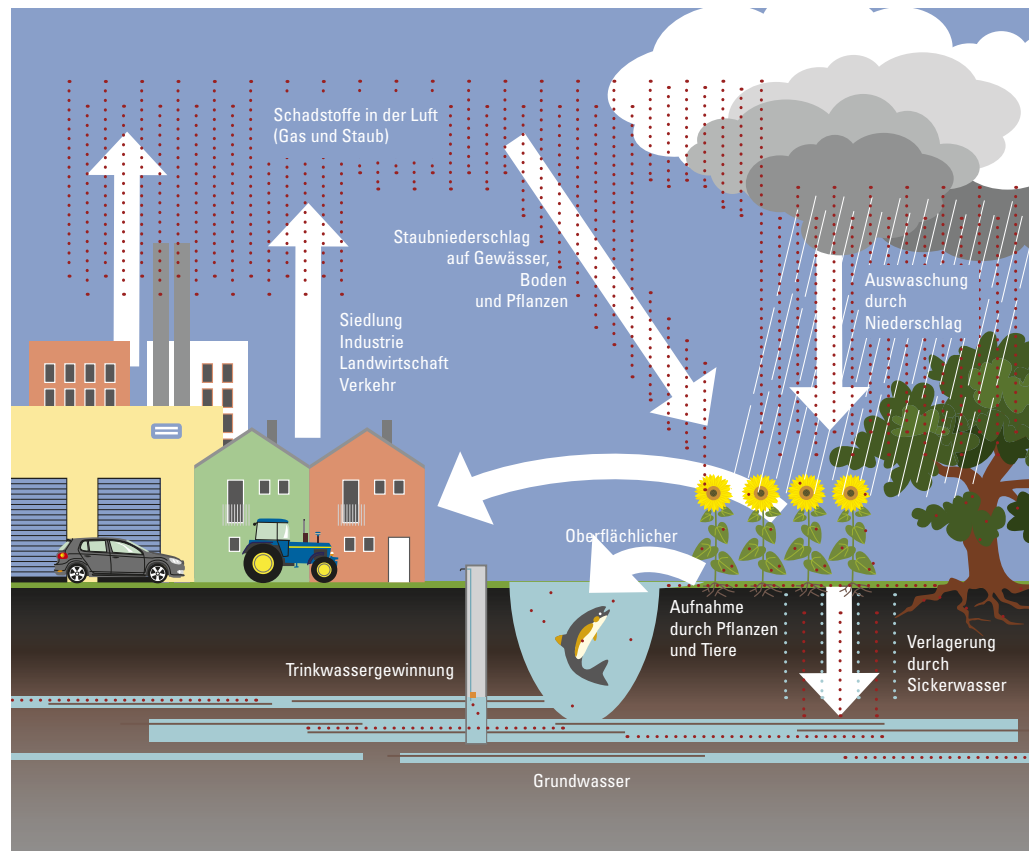 Schadstoffe in der Luft
(Gas und Staub)
Staubniederschlag
auf Gewässer,
Boden
und Pflanzen
Auswaschung
durch
Niederschlag
Siedlung
Industrie
Landwirtschaft
Verkehr
Oberflächlicher
Aufnahme
durch Pflanzen
und Tiere
Verlagerung
durch
Sickerwasser
Trinkwassergewinnung
Grundwasser